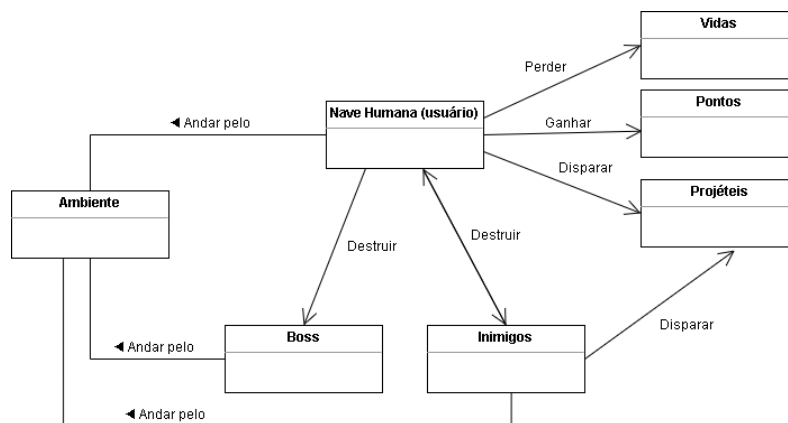 Vidas
Perder
Pontos
Nave Humana (usuário)
Ganhar
◄ Andar pelo
Disparar
Projéteis
Ambiente
Destruir
Destruir
Disparar
Boss
Inimigos
◄ Andar pelo
◄ Andar pelo